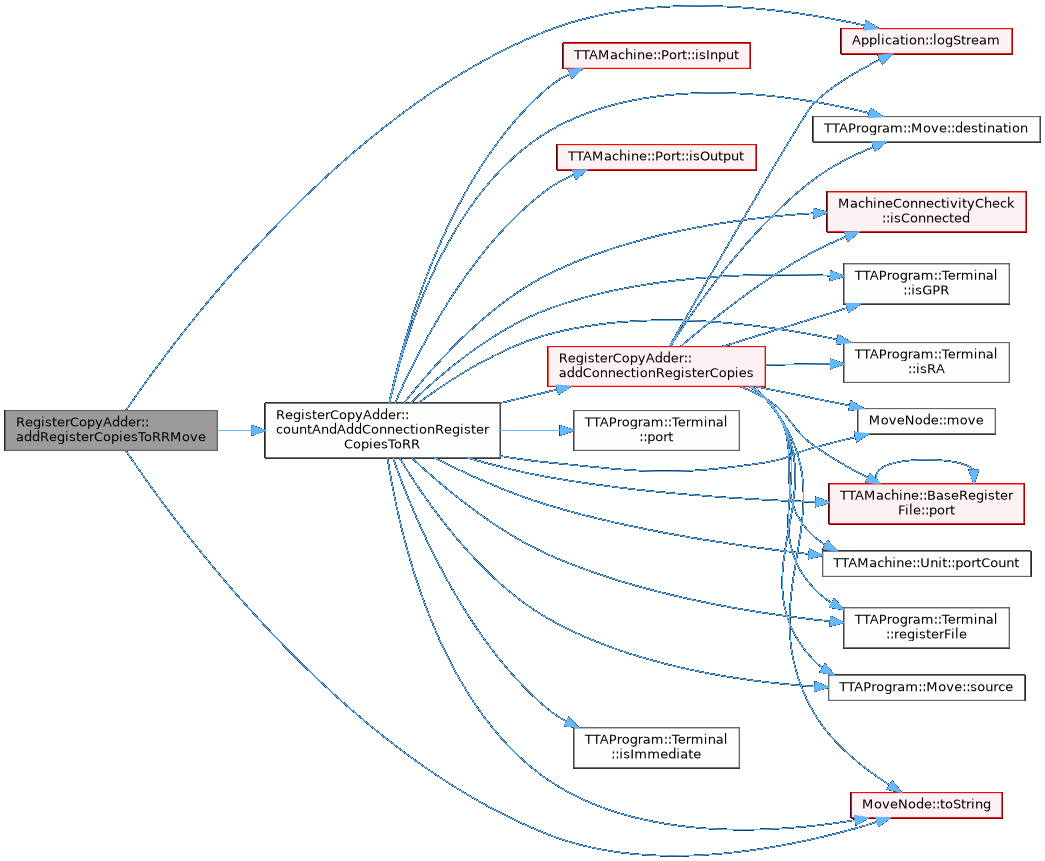 RegisterCopyAdder::
addRegisterCopiesToRRMove
RegisterCopyAdder::
countAndAddConnectionRegister
CopiesToRR
TTAMachine::Port::isInput
TTAMachine::Port::isOutput
RegisterCopyAdder::
addConnectionRegisterCopies
TTAProgram::Terminal
::port
TTAProgram::Terminal
::isImmediate
Application::logStream
TTAProgram::Move::destination
MachineConnectivityCheck
::isConnected
TTAProgram::Terminal
::isGPR
TTAProgram::Terminal
::isRA
MoveNode::move
TTAMachine::BaseRegister
File::port
TTAMachine::Unit::portCount
TTAProgram::Terminal
::registerFile
TTAProgram::Move::source
MoveNode::toString